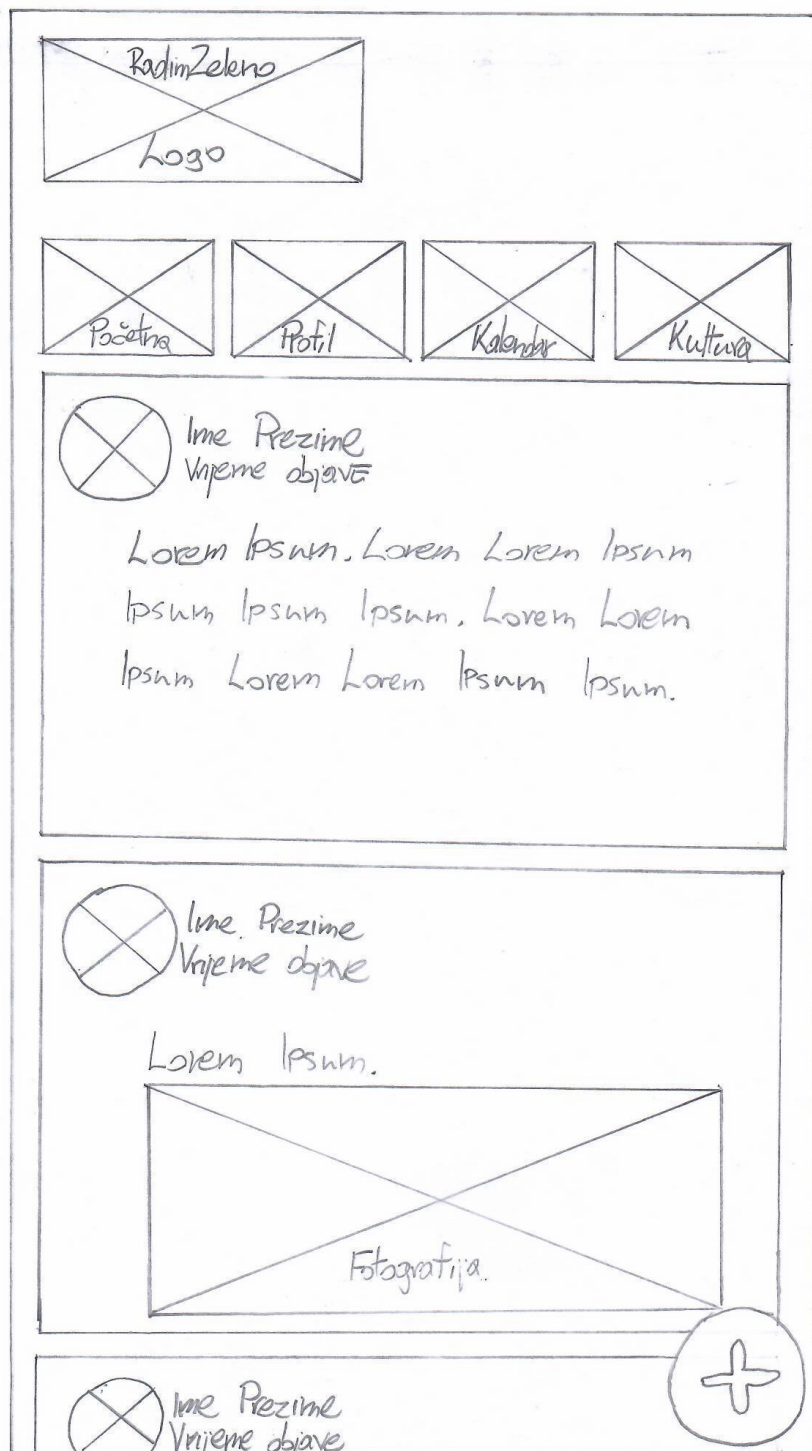 RadimZeleno
Logo
Početna
Profil
Kalendar
Kultura
Ime Prezime
Vrijeme objave
Lorem Ipsum. Lorem Lorem Ipsum
Ipsum Ipsum Ipsum. Lorem Lorem
Ipsum Lorem Lorem Ipsum Ipsum.
Ime Prezime
Vrijeme objave
Lorem Ipsum.
Fotografija
Ime Prezime
Vrijeme objave